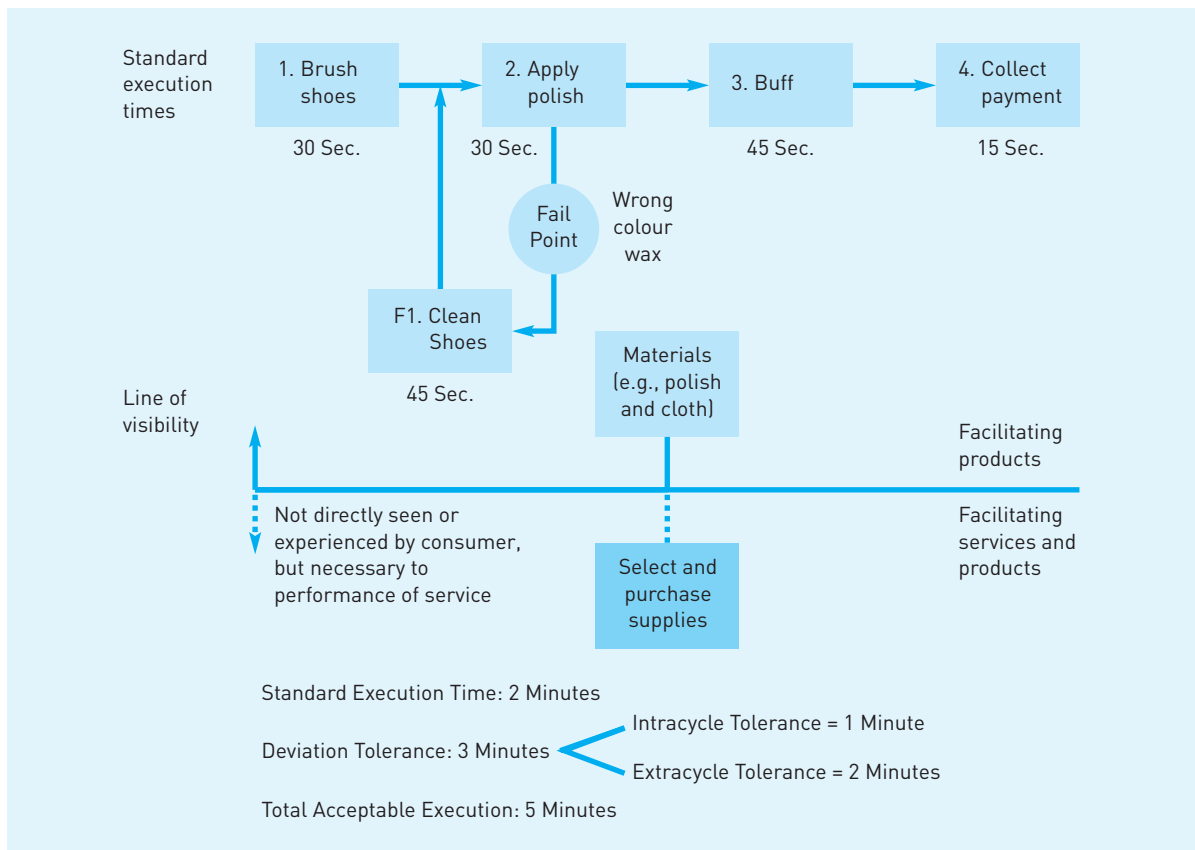 Standard
execution
times
1. Brush
shoes
30 Sec.
2. Apply
polish
30 Sec.
3. Buff
45 Sec.
4. Collect
payment
15 Sec.
Fail
Point
Wrong
colour
wax
F1. Clean
Shoes
45 Sec.
Materials
(e.g., polish
and cloth)
Line of
visibility
Facilitating
products
Not directly seen or
experienced by consumer,
but necessary to
performance of service
Facilitating
services and
products
Select and
purchase
supplies
Standard Execution Time: 2 Minutes
Deviation Tolerance: 3 Minutes
Intracycle Tolerance = 1 Minute
Extracycle Tolerance = 2 Minutes
Total Acceptable Execution: 5 Minutes